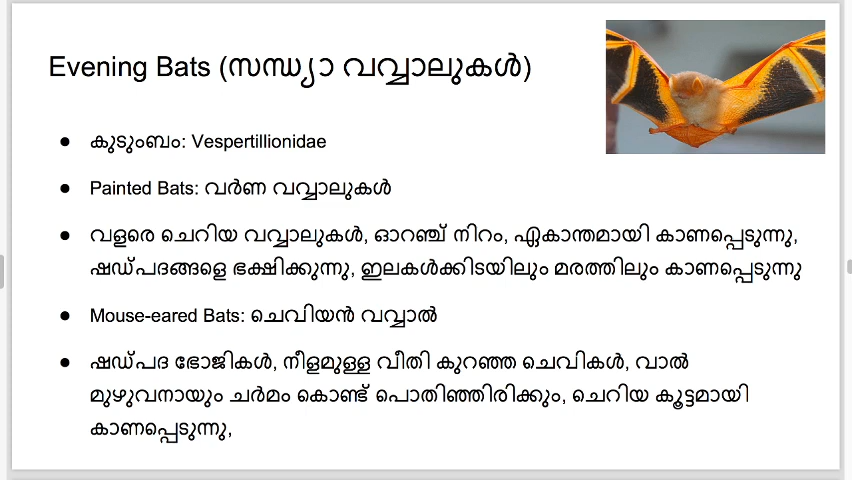 Evening Bats (സന്ധ്യാ വവ്വാലുകൾ)
● കുടുംബം: Vespertillionidae
● Painted Bats: വർണ വവ്വാലുകൾ
● വളരെ ചെറിയ വവ്വാലുകൾ, ഓറഞ്ച് നിറം, ഏകാന്തമായി കാണപ്പെടുന്നു,
ഷഡ്പദങ്ങളെ ഭക്ഷിക്കുന്നു, ഇലകൾക്കിടയിലും മരത്തിലും കാണപ്പെടുന്നു
● Mouse-eared Bats: ചെവിയൻ വവ്വാൽ
● ഷഡ്പദ ഭോജികൾ, നീളമുള്ള വീതി കുറഞ്ഞ ചെവികൾ, വാൽ
മുഴുവനായും ചർമം കൊണ്ട് പൊതിഞ്ഞിരിക്കും, ചെറിയ കൂട്ടമായി
കാണപ്പെടുന്നു,